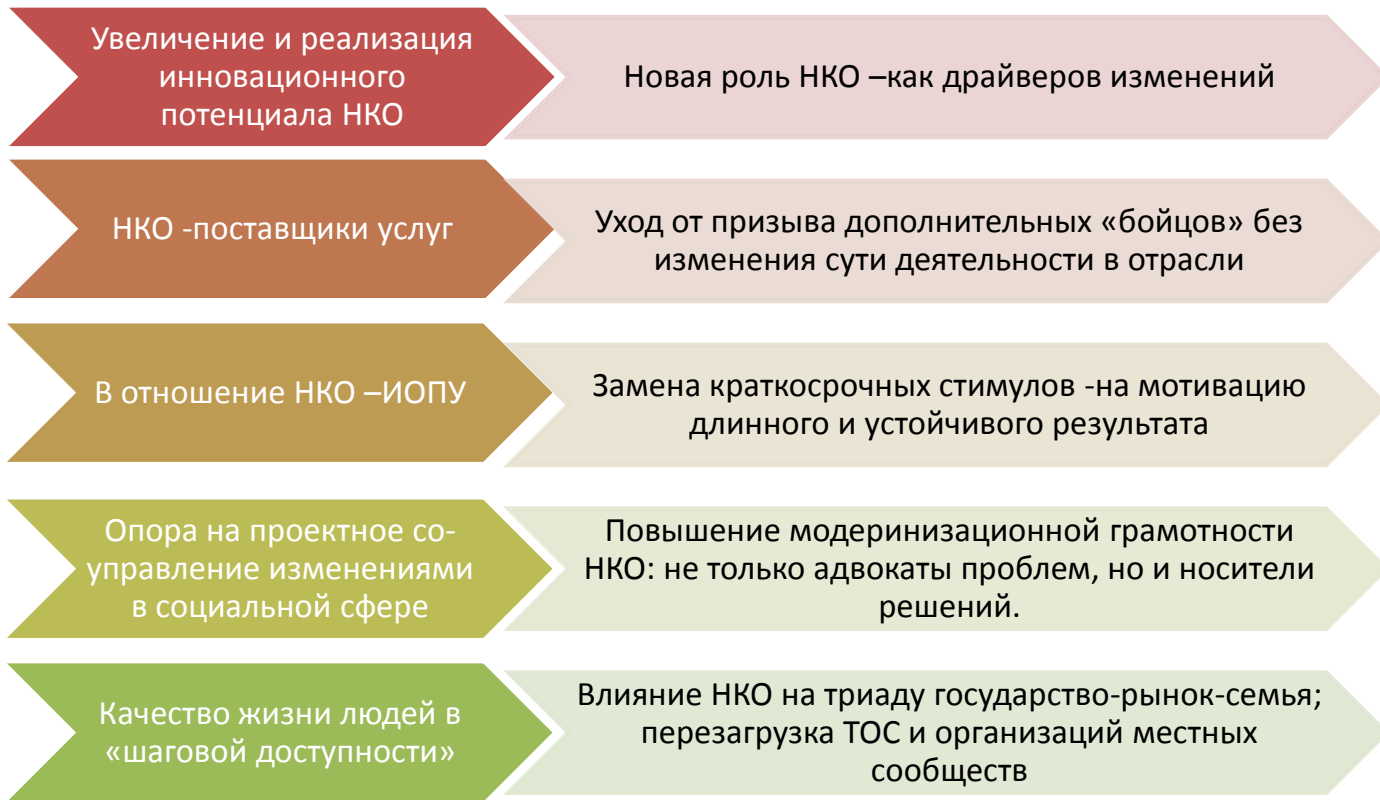 Увеличение и реализация
инновационного
потенциала НКО
Новая роль НКО –как драйверов изменений
НКО -поставщики услуг
Уход от призыва дополнительных «бойцов» без
изменения сути деятельности в отрасли
В отношение НКО –ИОПУ
Замена краткосрочных стимулов -на мотивацию
длинного и устойчивого результата
Опора на проектное со-
управление изменениями
в социальной сфере
Повышение модеринизационной грамотности
НКО: не только адвокаты проблем, но и носители
решений.
Качество жизни людей в
«шаговой доступности»
Влияние НКО на триаду государство-рынок-семья;
перезагрузка ТОС и организаций местных
сообществ